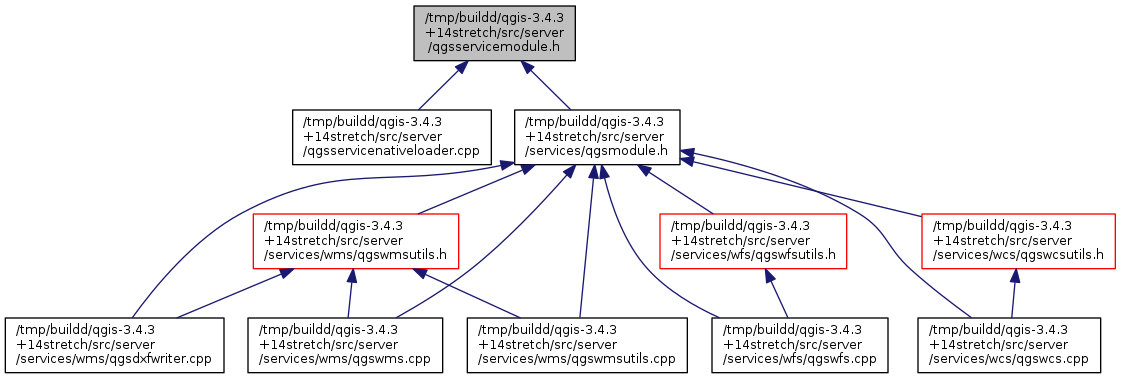 /tmp/buildd/qgis-3.4.3
+14stretch/src/server
/qgsservicemodule.h
/tmp/buildd/qgis-3.4.3
+14stretch/src/server
/qgsservicenativeloader.cpp
/tmp/buildd/qgis-3.4.3
+14stretch/src/server
/services/qgsmodule.h
/tmp/buildd/qgis-3.4.3
+14stretch/src/server
/services/wms/qgswmsutils.h
/tmp/buildd/qgis-3.4.3
+14stretch/src/server
/services/wfs/qgswfsutils.h
/tmp/buildd/qgis-3.4.3
+14stretch/src/server
/services/wcs/qgswcsutils.h
/tmp/buildd/qgis-3.4.3
+14stretch/src/server
/services/wms/qgsdxfwriter.cpp
/tmp/buildd/qgis-3.4.3
+14stretch/src/server
/services/wms/qgswms.cpp
/tmp/buildd/qgis-3.4.3
+14stretch/src/server
/services/wms/qgswmsutils.cpp
/tmp/buildd/qgis-3.4.3
+14stretch/src/server
/services/wfs/qgswfs.cpp
/tmp/buildd/qgis-3.4.3
+14stretch/src/server
/services/wcs/qgswcs.cpp